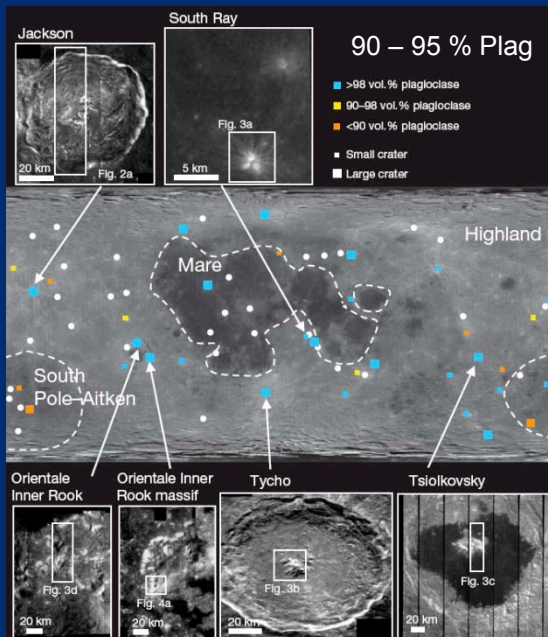 Jackson
South Ray
90 – 95 % Plag
>98 vol.% plagioclase
90–98 vol.% plagioclase
<90 vol.% plagioclase
Small crater
Large crater
20 km
Fig. 2a
Fig. 3a
5 km
Highland
Mare
South
Pole–Aitken
Orientale
Inner Rook
Orientale Inner
Rook massif
Tycho
Tsiolkovsky
Fig. 3d
20 km
Fig. 4a
20 km
Fig. 3b
20 km
Fig. 3c
20 km